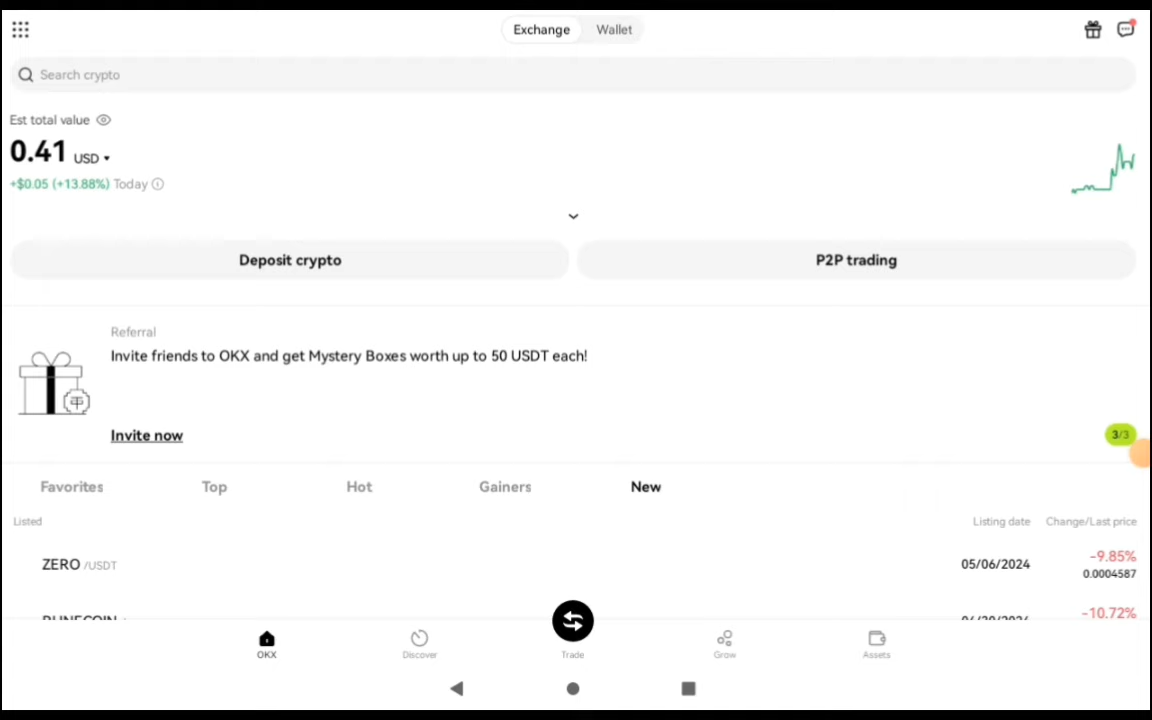 Exchange Wallet
Search crypto
Est total value
0.41 USD
+$0.05 (+13.88%) Today
Deposit crypto P2P trading
Referral
Invite friends to OKX and get Mystery Boxes worth up to 50 USDT each!
Invite now
3/3
Favorites Top Hot Gainers New
Listed Listing date Change/Last price
ZERO /USDT 05/06/2024 -9.85%
0.0004587
-10.72%
OKX Discover Trade Grow Assets